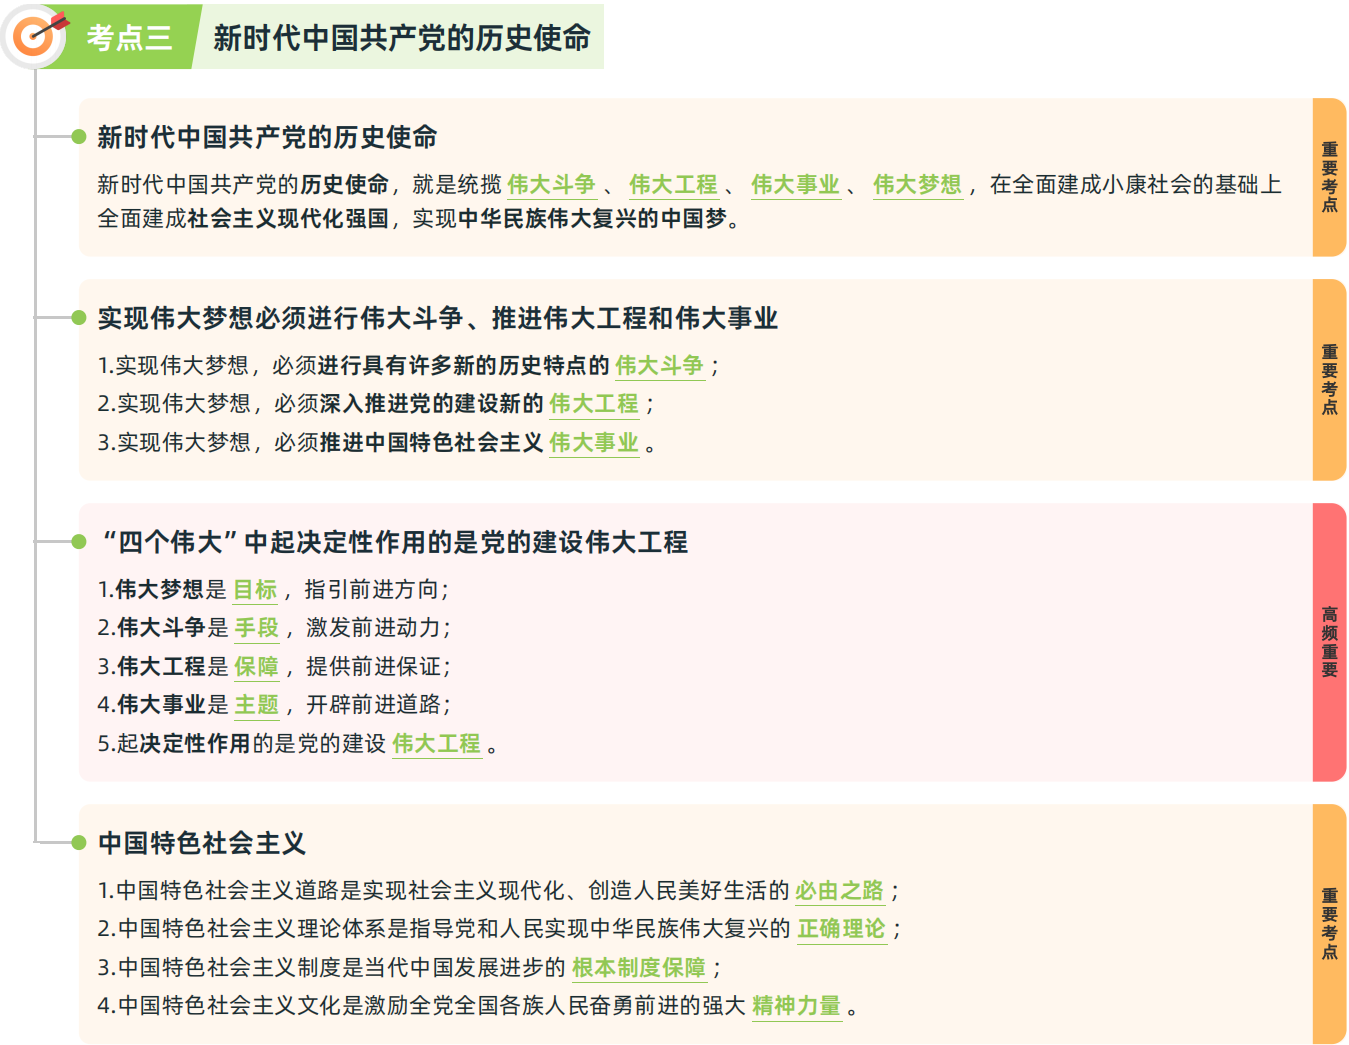 考点三 新时代中国共产党的历史使命
新时代中国共产党的历史使命
新时代中国共产党的历史使命，就是统揽伟大斗争、伟大工程、伟大事业、伟大梦想，在全面建成小康社会的基础上
全面建成社会主义现代化强国，实现中华民族伟大复兴的中国梦。
重要考点
实现伟大梦想必须进行伟大斗争、推进伟大工程和伟大事业
1.实现伟大梦想，必须进行具有许多新的历史特点的伟大斗争；
2.实现伟大梦想，必须深入推进党的建设新的伟大工程；
3.实现伟大梦想，必须推进中国特色社会主义伟大事业。
重要考点
“四个伟大”中起决定性作用的是党的建设伟大工程
1.伟大梦想是目标，指引前进方向；
2.伟大斗争是手段，激发前进动力；
3.伟大工程是保障，提供前进保证；
4.伟大事业是主题，开辟前进道路；
5.起决定性作用的是党的建设伟大工程。
高频重要
中国特色社会主义
1.中国特色社会主义道路是实现社会主义现代化、创造人民美好生活的必由之路；
2.中国特色社会主义理论体系是指导党和人民实现中华民族伟大复兴的正确理论；
3.中国特色社会主义制度是当代中国发展进步的根本制度保障；
4.中国特色社会主义文化是激励全党全国各族人民奋勇前进的强大精神力量。
重要考点